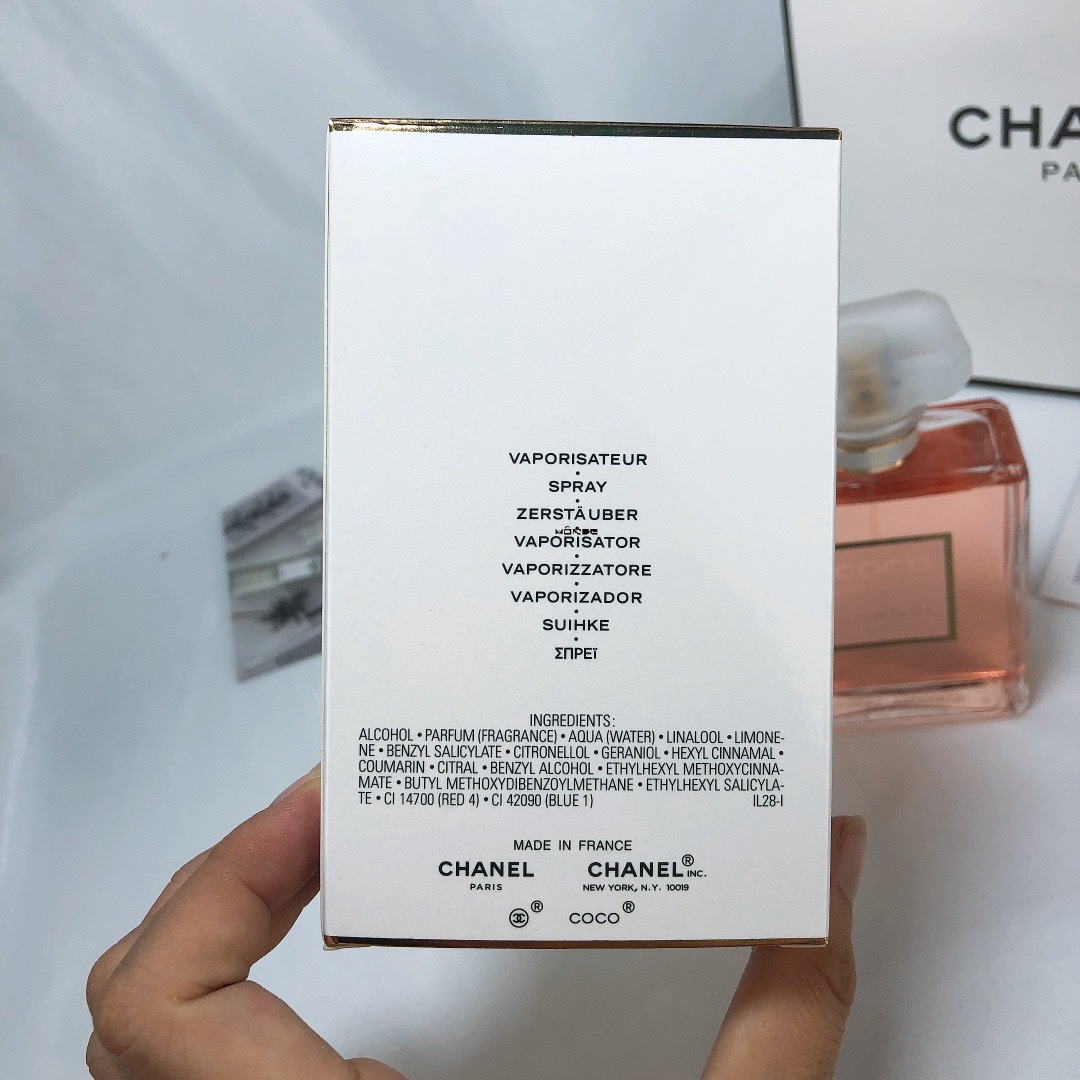 CHA
PA
VAPORISATEUR
•
SPRAY
•
ZERSTÄUBER
VAPORISATOR
•
VAPORIZZATORE
•
VAPORIZADOR
•
SUIHKE
•
ΣΠΡΕΪ
INGREDIENTS:
ALCOHOL • PARFUM (FRAGRANCE) • AQUA (WATER) • LINALOOL • LIMONE-
NE • BENZYL SALICYLATE • CITRONELLOL • GERANIOL • HEXYL CINNAMAL •
COUMARIN • CITRAL • BENZYL ALCOHOL • ETHYLHEXYL METHOXYCINNA-
MATE • BUTYL METHOXYDIBENZOYLMETHANE • ETHYLHEXYL SALICYLA-
TE • CI 14700 (RED 4) • CI 42090 (BLUE 1) IL28-I
MADE IN FRANCE
CHANEL CHANEL® INC.
PARIS NEW YORK, N.Y. 10019
® COCO®
COCO